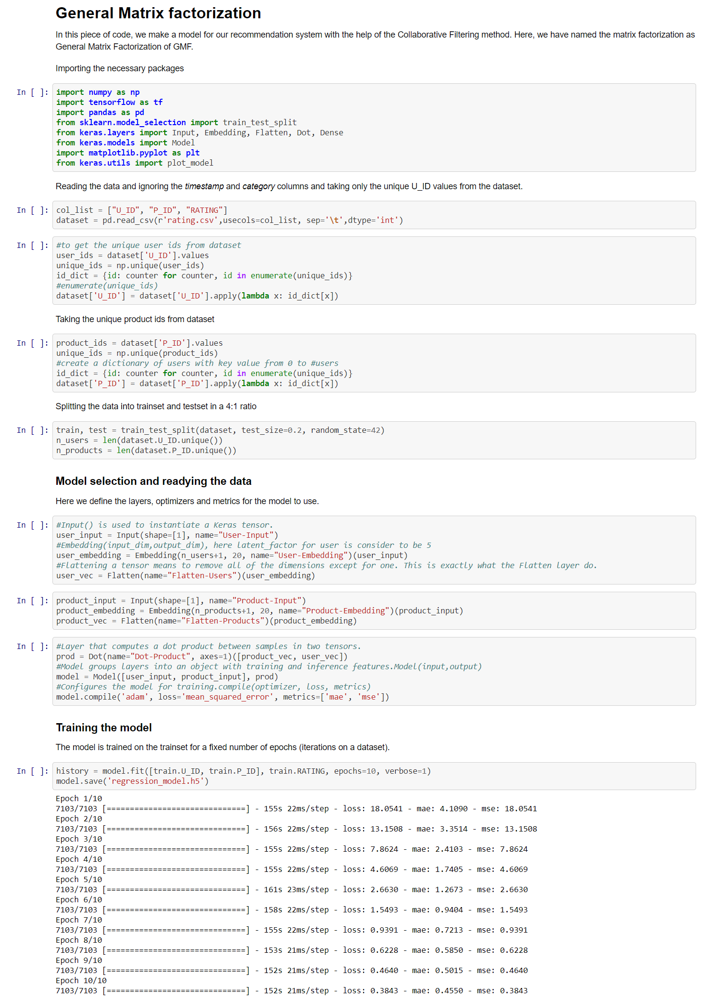 General Matrix factorization
In this piece of code, we make a model for our recommendation system with the help of the Collaborative Filtering method. Here, we have named the matrix factorization as
General Matrix Factorization of GMF.
Importing the necessary packages
In [ ]: import numpy as np
import tensorflow as tf
import pandas as pd
from sklearn.model_selection import train_test_split
from keras.layers import Input, Embedding, Flatten, Dot, Dense
from keras.models import Model
import matplotlib.pyplot as plt
from keras.utils import plot_model
Reading the data and ignoring the timestamp and category columns and taking only the unique U_ID values from the dataset.
In [ ]: col_list = ["U_ID", "P_ID", "RATING"]
dataset = pd.read_csv(r'rating.csv',usecols=col_list, sep='\t',dtype='int')
In [ ]: #to get the unique user ids from dataset
user_ids = dataset['U_ID'].values
unique_ids = np.unique(user_ids)
id_dict = {id: counter for counter, id in enumerate(unique_ids)}
#enumerate(unique_ids)
dataset['U_ID'] = dataset['U_ID'].apply(lambda x: id_dict[x])
Taking the unique product ids from dataset
In [ ]: product_ids = dataset['P_ID'].values
unique_ids = np.unique(product_ids)
#create a dictionary of users with key value from 0 to #users
id_dict = {id: counter for counter, id in enumerate(unique_ids)}
dataset['P_ID'] = dataset['P_ID'].apply(lambda x: id_dict[x])
Splitting the data into trainset and testset in a 4:1 ratio
In [ ]: train, test = train_test_split(dataset, test_size=0.2, random_state=42)
n_users = len(dataset.U_ID.unique())
n_products = len(dataset.P_ID.unique())
Model selection and readying the data
Here we define the layers, optimizers and metrics for the model to use.
In [ ]: #Input() is used to instantiate a Keras tensor.
user_input = Input(shape=[1], name="User-Input")
#Embedding(input_dim,output_dim), here latent_factor for user is consider to be 5
user_embedding = Embedding(n_users+1, 20, name="User-Embedding")(user_input)
#Flattening a tensor means to remove all of the dimensions except for one. This is exactly what the Flatten layer do.
user_vec = Flatten(name="Flatten-Users")(user_embedding)
In [ ]: product_input = Input(shape=[1], name="Product-Input")
product_embedding = Embedding(n_products+1, 20, name="Product-Embedding")(product_input)
product_vec = Flatten(name="Flatten-Products")(product_embedding)
In [ ]: #Layer that computes a dot product between samples in two tensors.
prod = Dot(name="Dot-Product", axes=1)([product_vec, user_vec])
#Model groups layers into an object with training and inference features.Model(input,output)
model = Model([user_input, product_input], prod)
#Configures the model for training.compile(optimizer, loss, metrics)
model.compile('adam', loss='mean_squared_error', metrics=['mae', 'mse'])
Training the model
The model is trained on the trainset for a fixed number of epochs (iterations on a dataset).
In [ ]: history = model.fit([train.U_ID, train.P_ID], train.RATING, epochs=10, verbose=1)
model.save('regression_model.h5')
Epoch 1/10
7103/7103 [==============================] - 155s 22ms/step - loss: 18.0541 - mae: 4.1090 - mse: 18.0541
Epoch 2/10
7103/7103 [==============================] - 156s 22ms/step - loss: 13.1508 - mae: 3.3514 - mse: 13.1508
Epoch 3/10
7103/7103 [==============================] - 155s 22ms/step - loss: 7.8624 - mae: 2.4103 - mse: 7.8624
Epoch 4/10
7103/7103 [==============================] - 155s 22ms/step - loss: 4.6069 - mae: 1.7405 - mse: 4.6069
Epoch 5/10
7103/7103 [==============================] - 161s 23ms/step - loss: 2.6630 - mae: 1.2673 - mse: 2.6630
Epoch 6/10
7103/7103 [==============================] - 158s 22ms/step - loss: 1.5493 - mae: 0.9404 - mse: 1.5493
Epoch 7/10
7103/7103 [==============================] - 155s 22ms/step - loss: 0.9391 - mae: 0.7213 - mse: 0.9391
Epoch 8/10
7103/7103 [==============================] - 153s 21ms/step - loss: 0.6228 - mae: 0.5850 - mse: 0.6228
Epoch 9/10
7103/7103 [==============================] - 152s 21ms/step - loss: 0.4640 - mae: 0.5015 - mse: 0.4640
Epoch 10/10
7103/7103 [==============================] - 152s 21ms/step - loss: 0.3843 - mae: 0.4550 - mse: 0.3843